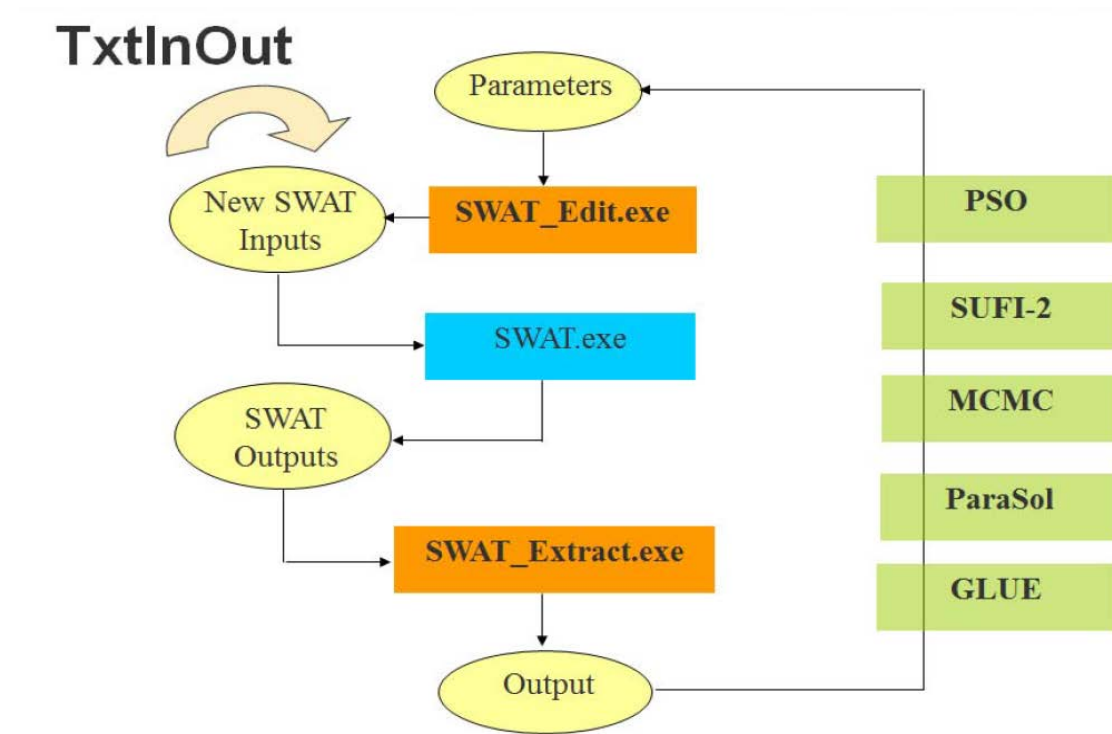 TxtInOut
Parameters
New SWAT
Inputs
SWAT_Edit.exe
SWAT.exe
SWAT
Outputs
SWAT_Extract.exe
Output
PSO
SUFI-2
MCMC
ParaSol
GLUE